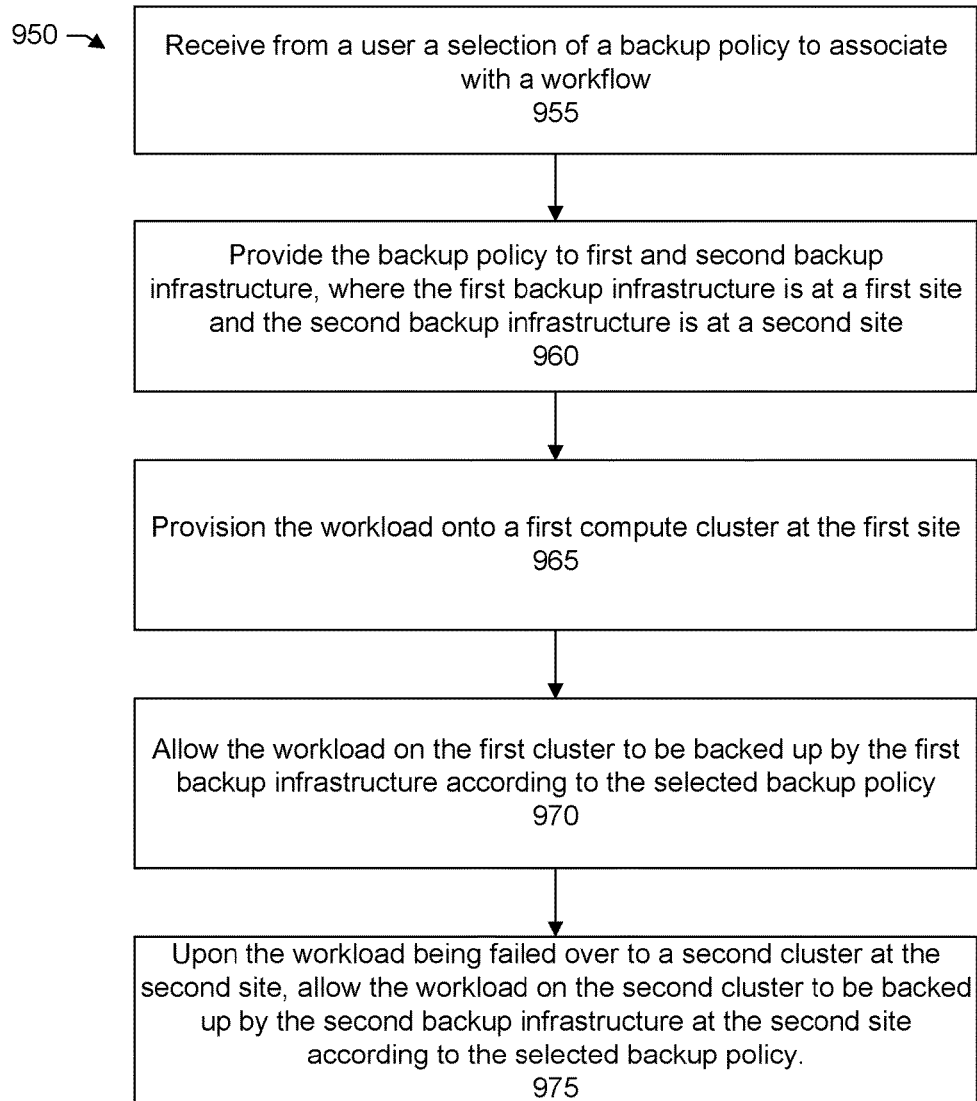 950
Receive from a user a selection of a backup policy to associate
with a workflow
955
Provide the backup policy to first and second backup
infrastructure, where the first backup infrastructure is at a first site
and the second backup infrastructure is at a second site
960
Provision the workload onto a first compute cluster at the first site
965
Allow the workload on the first cluster to be backed up by the first
backup infrastructure according to the selected backup policy
970
Upon the workload being failed over to a second cluster at the
second site, allow the workload on the second cluster to be backed
up by the second backup infrastructure at the second site
according to the selected backup policy.
975